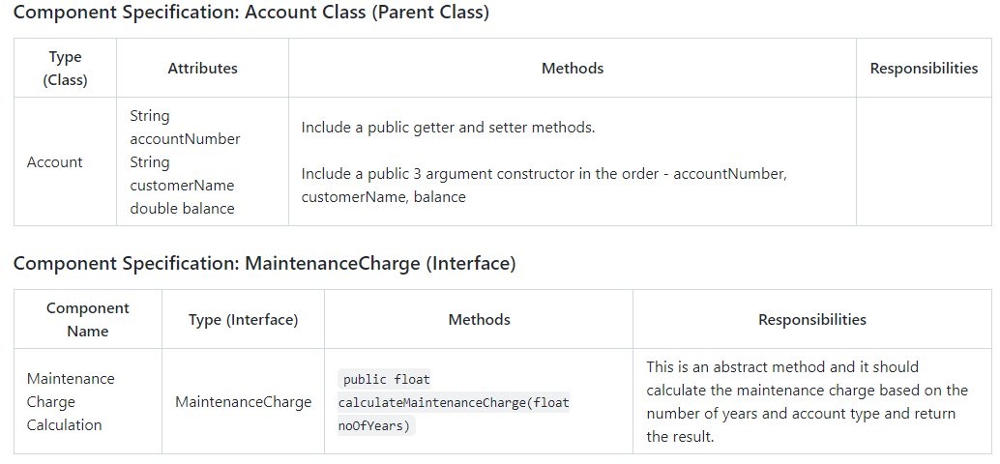 Component Specification: Account Class (Parent Class)
Type
(Class)
Attributes
Methods
Responsibilities
Account
String
accountNumber
String
customerName
double balance
Include a public getter and setter methods.
Include a public 3 argument constructor in the order - accountNumber,
customerName, balance
Component Specification: MaintenanceCharge (Interface)
Component
Name
Type (Interface)
Methods
Responsibilities
Maintenance
Charge
Calculation
MaintenanceCharge
public float
calculateMaintenanceCharge(float
noOfYears)
This is an abstract method and it should
calculate the maintenance charge based on the
number of years and account type and return
the result.